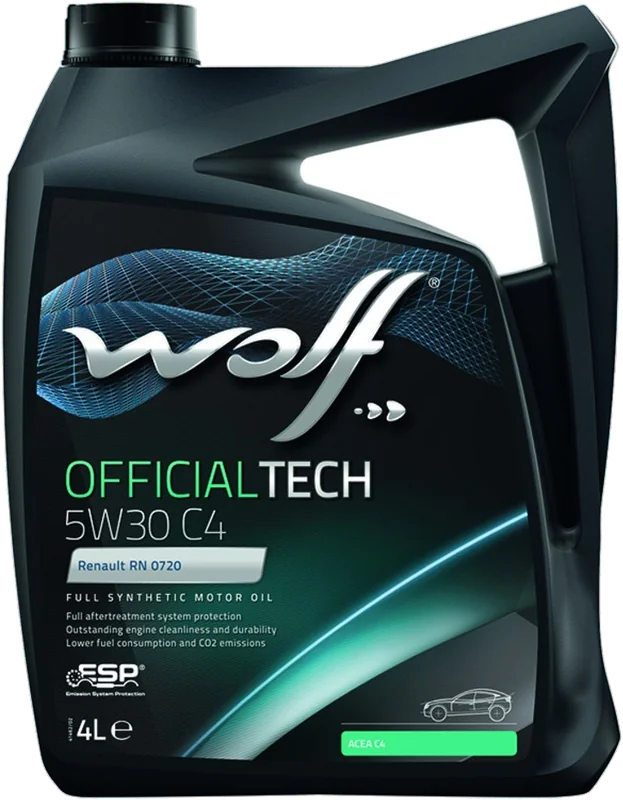 wolf®
OFFICIALTECH
5W30 C4
Renault RN 0720
FULL SYNTHETIC MOTOR OIL
Full aftertreatment system protection
Outstanding engine cleanliness and durability
Lower fuel consumption and CO2 emissions
ESP®
Emission System Protection
4L e
ACEA C4